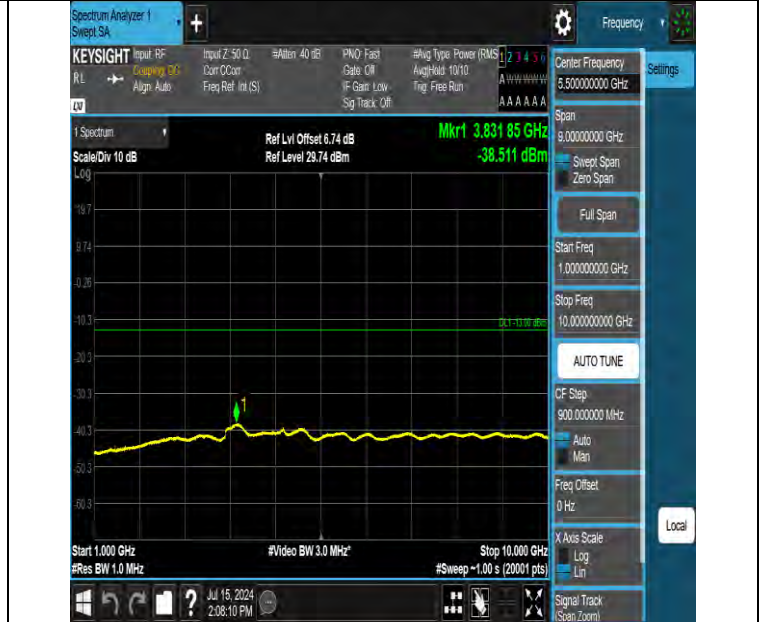 Spectrum Analyzer 1
Swept SA
Frequency
KEYSIGHT
RL
Input: RF
Coupling: DC
Align: Auto
Input Z: 50 Ω
Corr CCorr
Freq Ref: Int (S)
#Atten: 40 dB
PNO: Fast
Gate: Off
IF Gain: Low
Sig Track: Off
#Avg Type: Power (RMS
Avg|Hold: 10/10
Trig: Free Run
1 2 3 4 5 6
A W W W W W
A A A A A A
1 Spectrum
Scale/Div 10 dB
Log
Ref Lvl Offset 6.74 dB
Ref Level 29.74 dBm
Mkr1 3.831 85 GHz
-38.511 dBm
19.7
9.74
-0.26
-10.3
-20.3
-30.3
-40.3
-50.3
-60.3
DL1 -13.00 dBm
1
Start 1.000 GHz
#Res BW 1.0 MHz
#Video BW 3.0 MHz*
Stop 10.000 GHz
#Sweep ~1.00 s (20001 pts)
Jul 15, 2024
2:08:10 PM
Center Frequency
5.500000000 GHz
Settings
Span
9.00000000 GHz
Swept Span
Zero Span
Full Span
Start Freq
1.000000000 GHz
Stop Freq
10.000000000 GHz
AUTO TUNE
CF Step
900.000000 MHz
Auto
Man
Freq Offset
0 Hz
X Axis Scale
Log
Lin
Local
Signal Track
(Span Zoom)